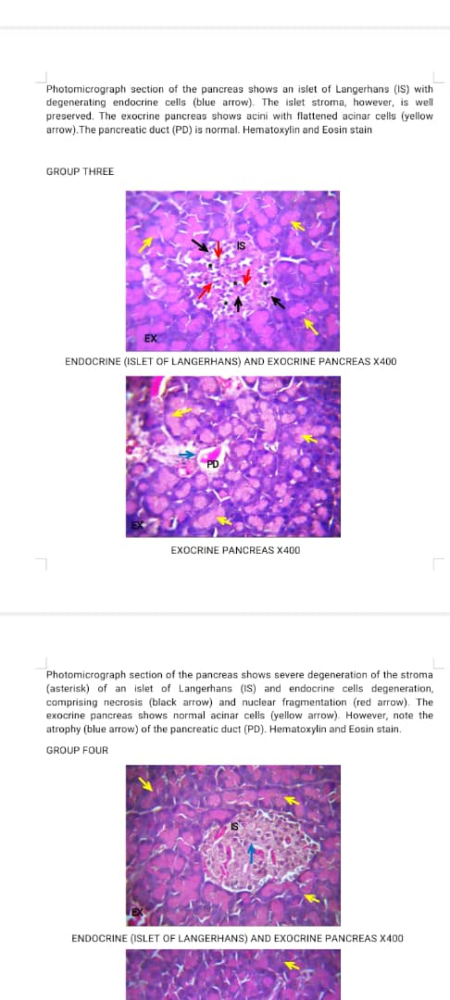 Photomicrograph section of the pancreas shows an islet of Langerhans (IS) with
degenerating endocrine cells (blue arrow). The islet stroma, however, is well
preserved. The exocrine pancreas shows acini with flattened acinar cells (yellow
arrow).The pancreatic duct (PD) is normal. Hematoxylin and Eosin stain
GROUP THREE
IS
EX
ENDOCRINE (ISLET OF LANGERHANS) AND EXOCRINE PANCREAS X400
PD
EX
EXOCRINE PANCREAS X400
Photomicrograph section of the pancreas shows severe degeneration of the stroma
(asterisk) of an islet of Langerhans (IS) and endocrine cells degeneration,
comprising necrosis (black arrow) and nuclear fragmentation (red arrow). The
exocrine pancreas shows normal acinar cells (yellow arrow). However, note the
atrophy (blue arrow) of the pancreatic duct (PD). Hematoxylin and Eosin stain.
GROUP FOUR
IS
EX
ENDOCRINE (ISLET OF LANGERHANS) AND EXOCRINE PANCREAS X400